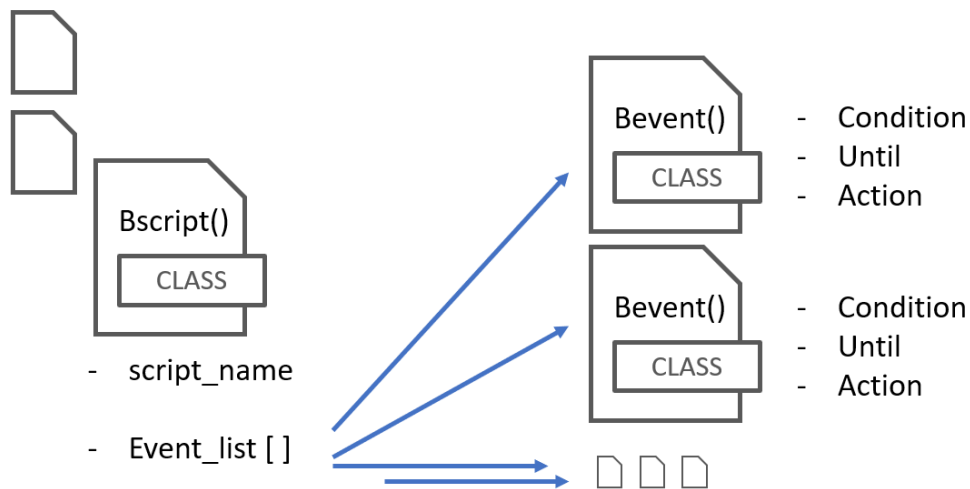 Bscript()
CLASS
- script_name
- Event_list [ ]
Bevent()
CLASS
- Condition
- Until
- Action
Bevent()
CLASS
- Condition
- Until
- Action